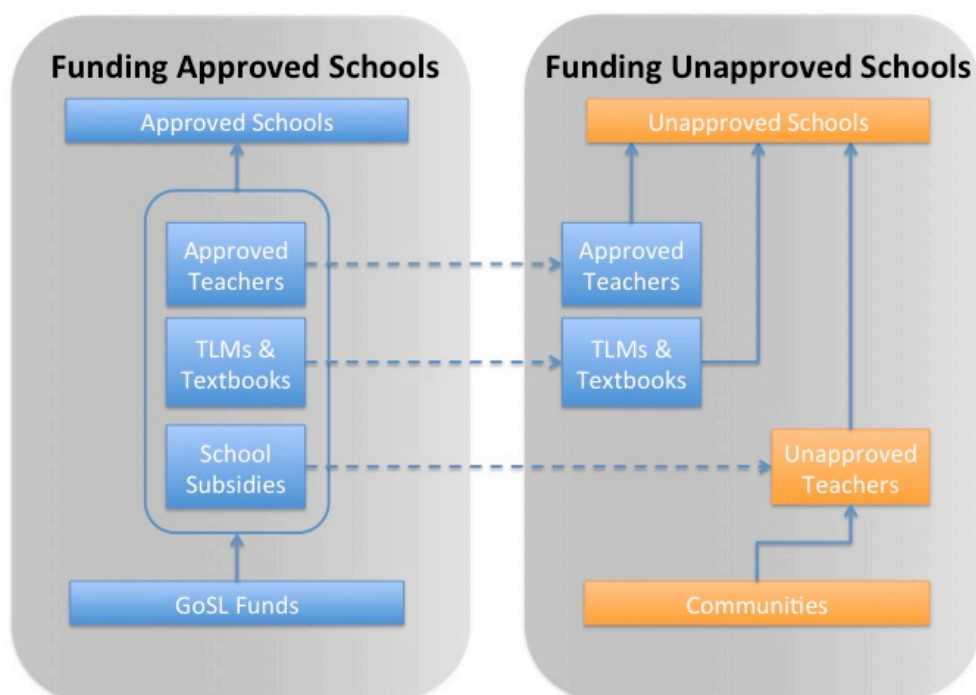 Funding Approved Schools
Approved Schools
Approved
Teachers
TLMs &
Textbooks
School
Subsidies
GoSL Funds
Funding Unapproved Schools
Unapproved Schools
Approved
Teachers
TLMs &
Textbooks
Unapproved
Teachers
Communities